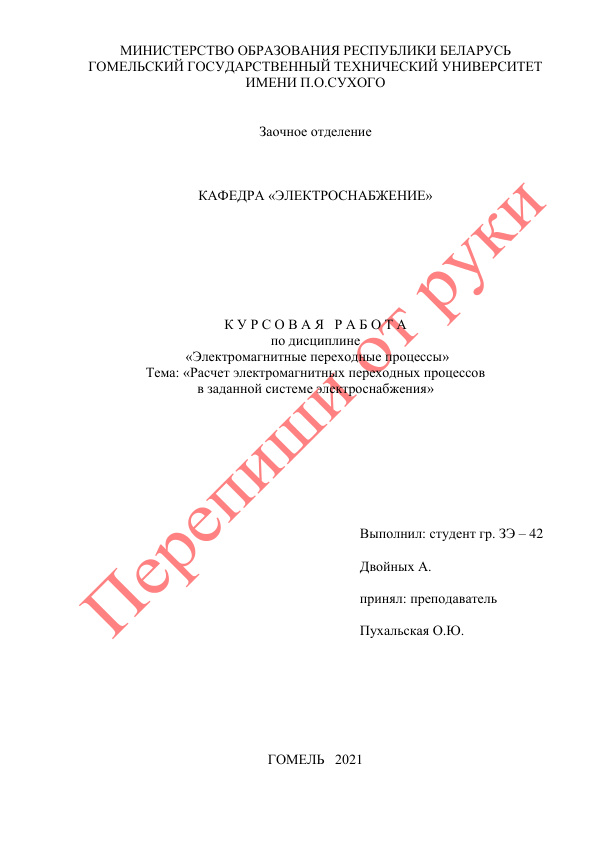 МИНИСТЕРСТВО ОБРАЗОВАНИЯ РЕСПУБЛИКИ БЕЛАРУСЬ
ГОМЕЛЬСКИЙ ГОСУДАРСТВЕННЫЙ ТЕХНИЧЕСКИЙ УНИВЕРСИТЕТ
ИМЕНИ П.О.СУХОГО
Заочное отделение
КАФЕДРА «ЭЛЕКТРОСНАБЖЕНИЕ»
К У Р С О В А Я Р А Б О Т А
по дисциплине
«Электромагнитные переходные процессы»
Тема: «Расчет электромагнитных переходных процессов
в заданной системе электроснабжения»
Перепиши от руки
Выполнил: студент гр. ЗЭ – 42
Двойных А.
принял: преподаватель
Пухальская О.Ю.
ГОМЕЛЬ 2021